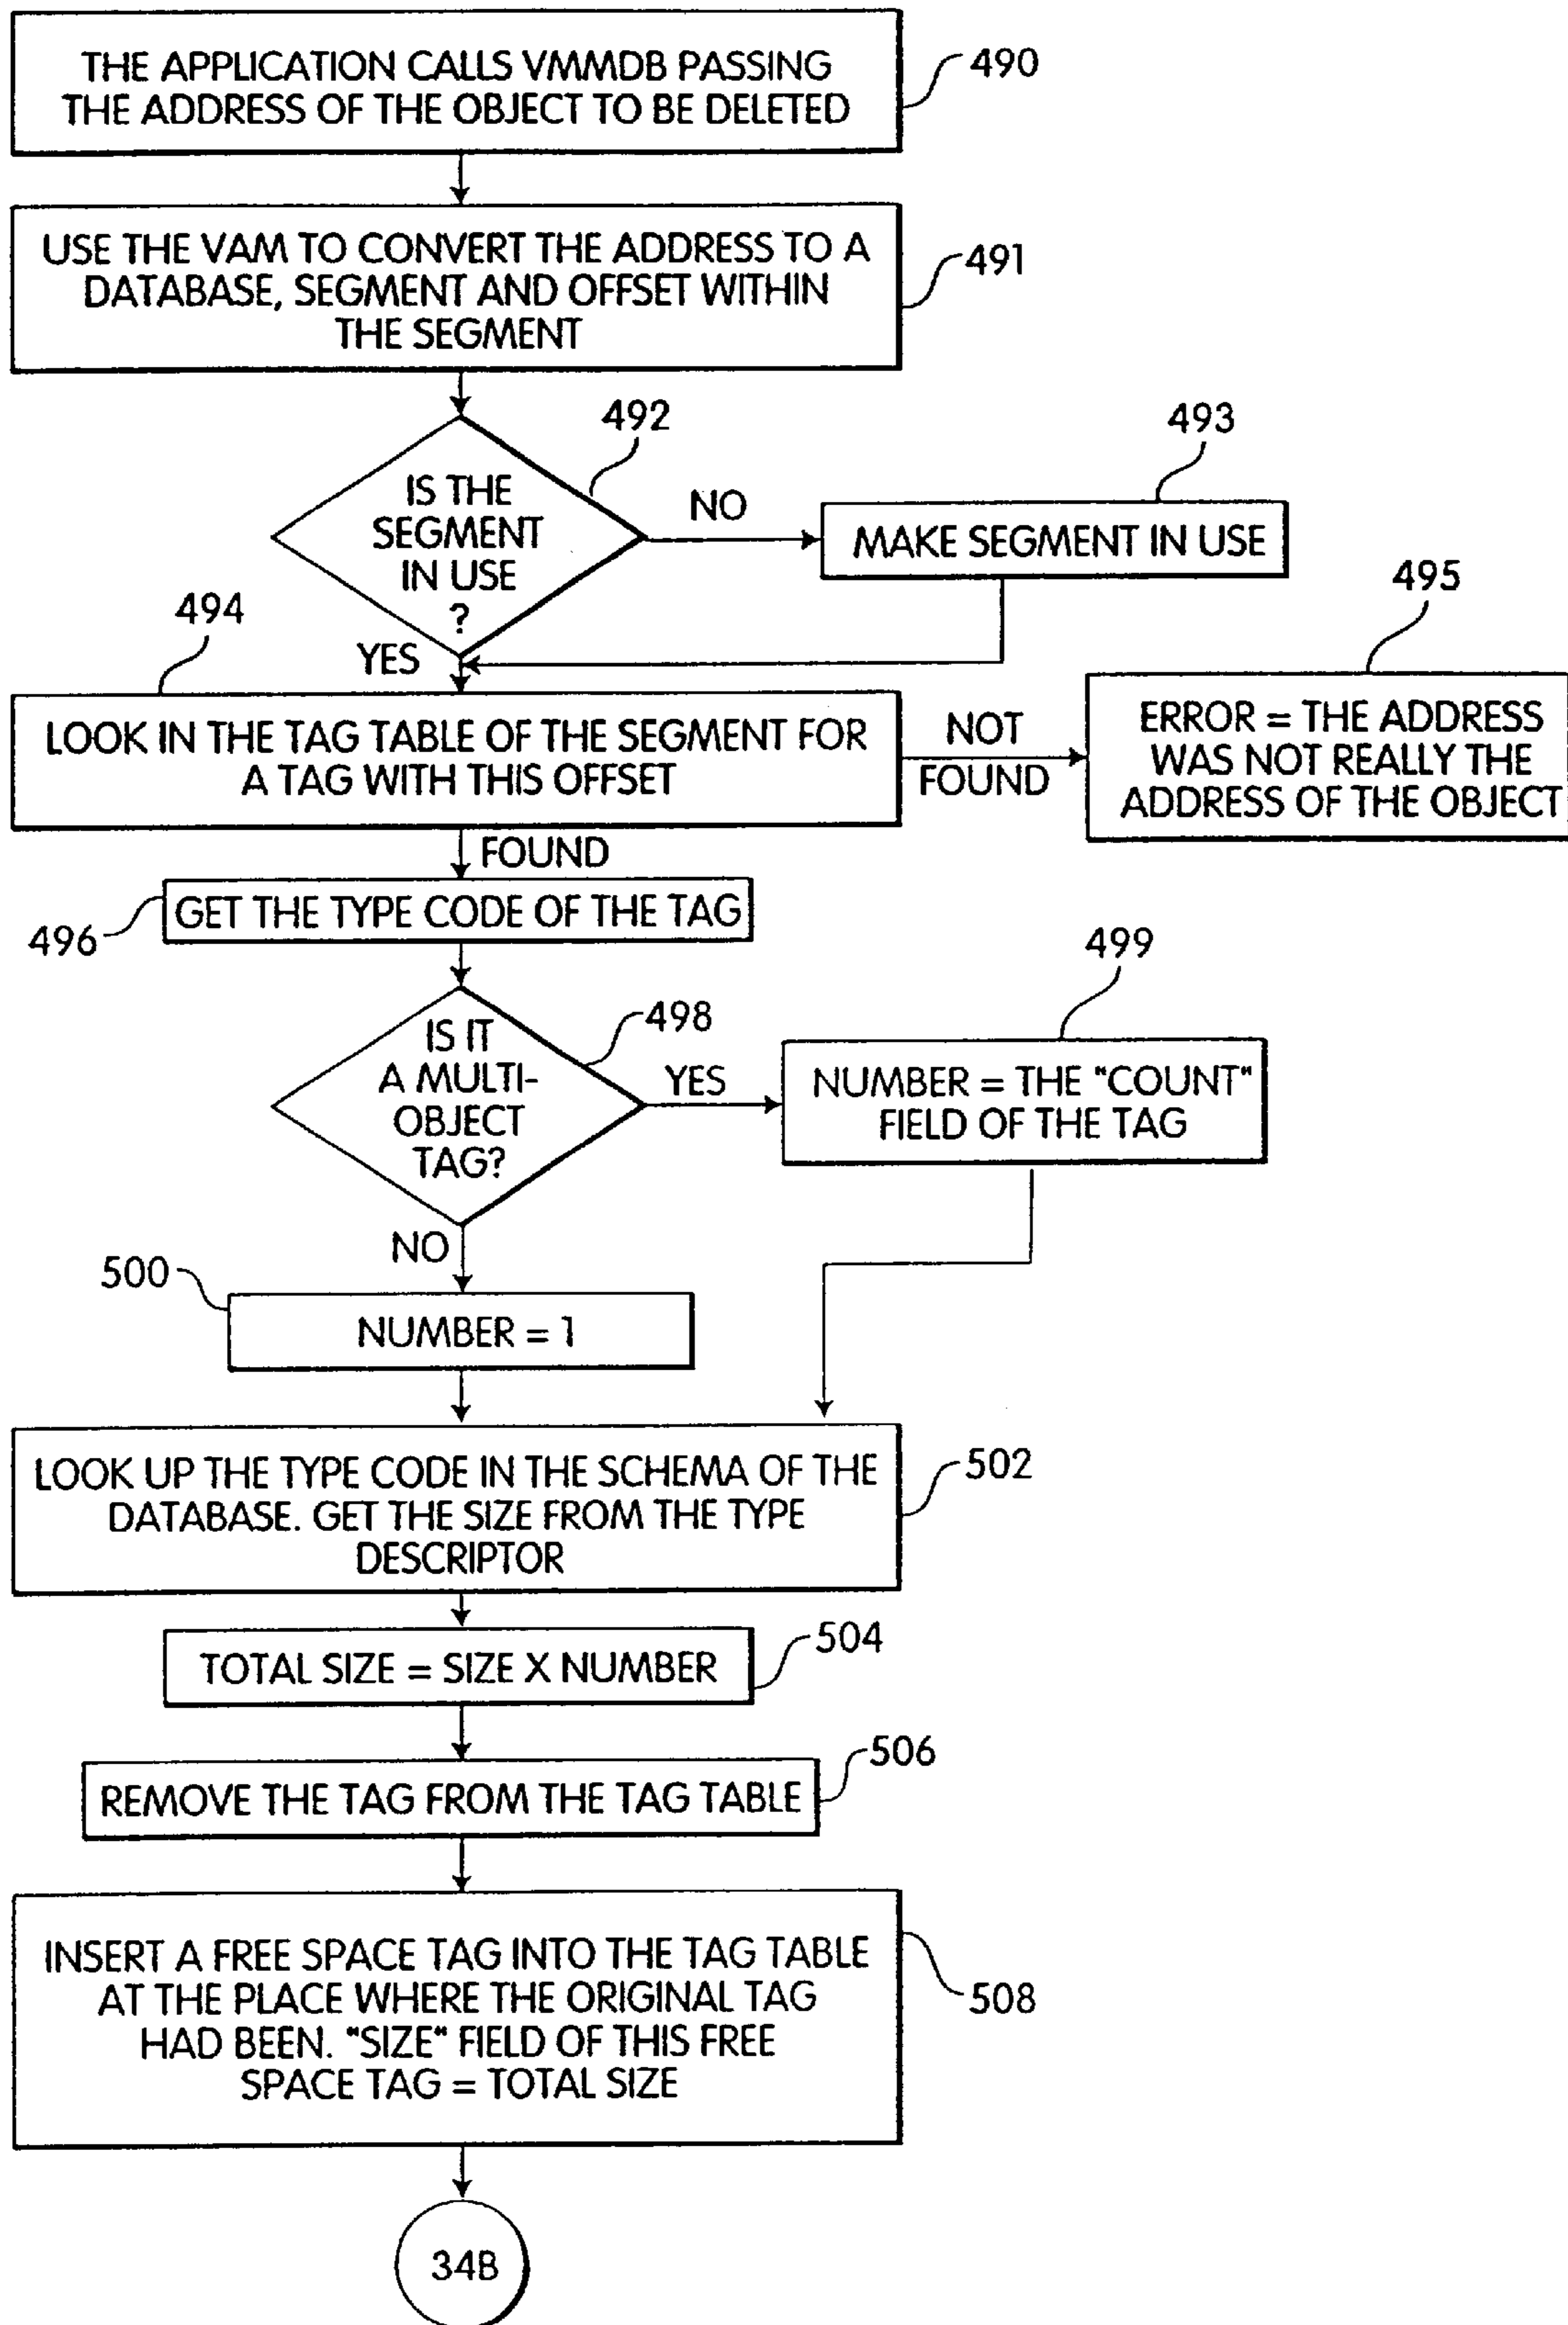 THE APPLICATION CALLS VMMDB PASSING
THE ADDRESS OF THE OBJECT TO BE DELETED
490
USE THE VAM TO CONVERT THE ADDRESS TO A
DATABASE, SEGMENT AND OFFSET WITHIN
THE SEGMENT
491
492
IS THE
SEGMENT
IN USE
?
NO
493
MAKE SEGMENT IN USE
YES
494
LOOK IN THE TAG TABLE OF THE SEGMENT FOR
A TAG WITH THIS OFFSET
NOT
FOUND
495
ERROR = THE ADDRESS
WAS NOT REALLY THE
ADDRESS OF THE OBJECT
FOUND
GET THE TYPE CODE OF THE TAG
496
498
IS IT
A MULTI-
OBJECT
TAG?
YES
499
NUMBER = THE "COUNT"
FIELD OF THE TAG
NO
500
NUMBER = 1
LOOK UP THE TYPE CODE IN THE SCHEMA OF THE
DATABASE. GET THE SIZE FROM THE TYPE
DESCRIPTOR
502
TOTAL SIZE = SIZE X NUMBER
504
REMOVE THE TAG FROM THE TAG TABLE
506
INSERT A FREE SPACE TAG INTO THE TAG TABLE
AT THE PLACE WHERE THE ORIGINAL TAG
HAD BEEN. "SIZE" FIELD OF THIS FREE
SPACE TAG = TOTAL SIZE
508
34B